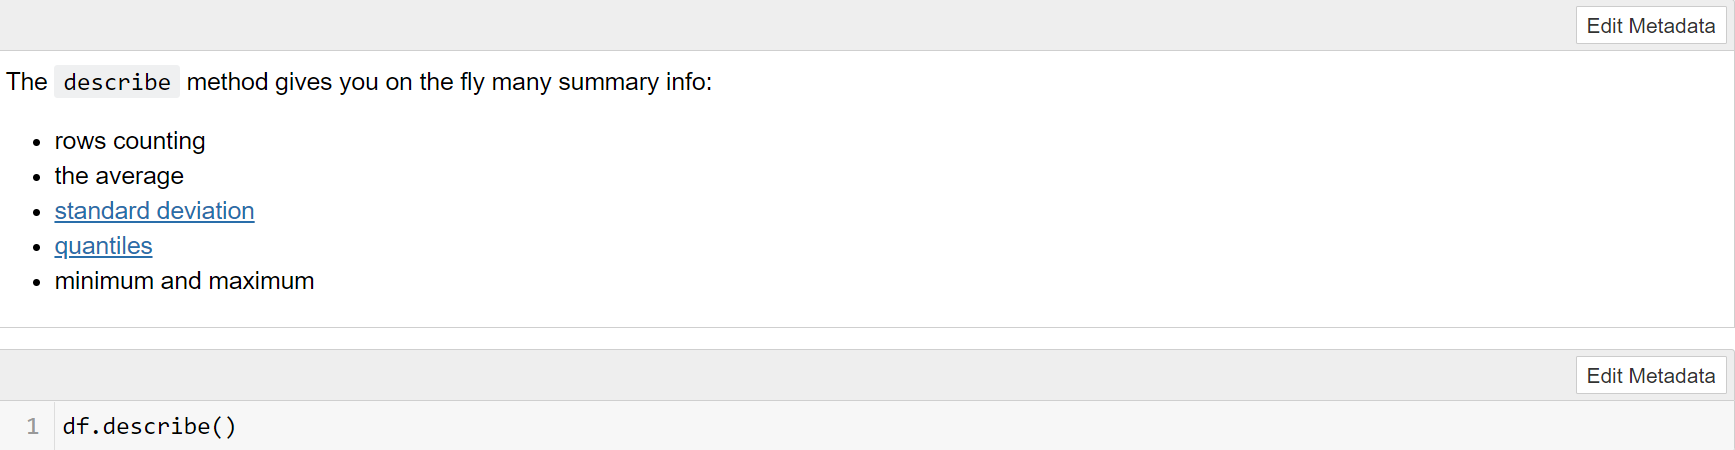 Edit Metadata
The describe method gives you on the fly many summary info:
• rows counting
• the average
• standard deviation
• quantiles
• minimum and maximum
Edit Metadata
1 df.describe()